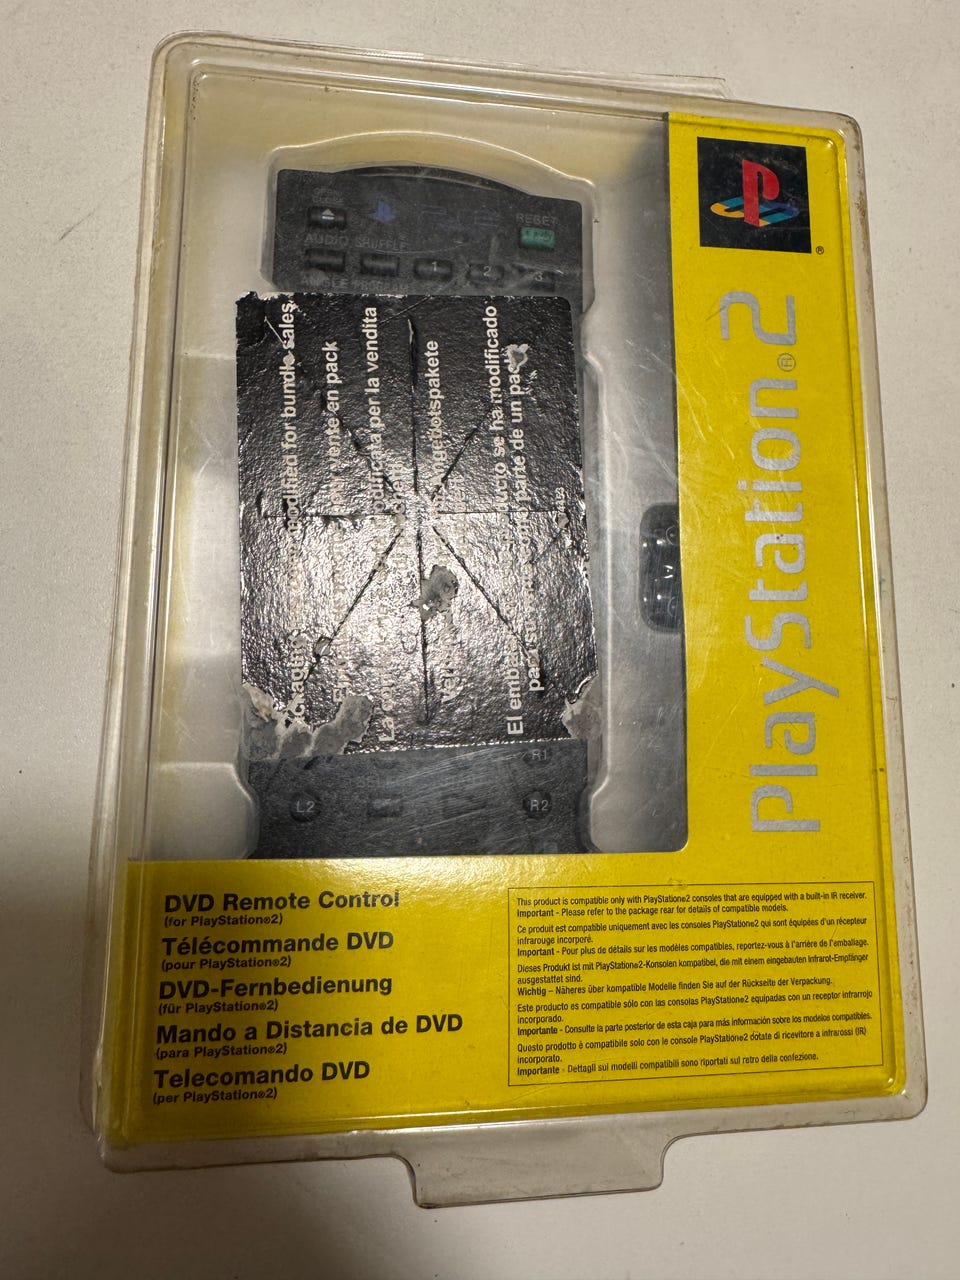 RESET
AUDIO SHUFFLE
1 2 3
modified for bundle sales.
vente en pack
modificata per la vendita
Angebotspakete
El embas
ducto se ha modificado
para su
como parte de un pack
R1
L2
R2
PlayStation®2
DVD Remote Control
(for PlayStation®2)
Télécommande DVD
(pour PlayStation®2)
DVD-Fernbedienung
(für PlayStation®2)
Mando a Distancia de DVD
(para PlayStation®2)
Telecomando DVD
(per PlayStation®2)
This product is compatible only with PlayStation®2 consoles that are equipped with a built-in IR receiver.
Important - Please refer to the package rear for details of compatible models.
Ce produit est compatible uniquement avec les consoles PlayStation®2 qui sont équipées d'un récepteur
infrarouge incorporé.
Important - Pour plus de détails sur les modèles compatibles, reportez-vous à l'arrière de l'emballage.
Dieses Produkt ist mit PlayStation®2-Konsolen kompatibel, die mit einem eingebauten Infrarot-Empfänger
ausgestattet sind.
Wichtig – Näheres über kompatible Modelle finden Sie auf der Rückseite der Verpackung.
Este producto es compatible sólo con las consolas PlayStation®2 equipadas con un receptor infrarrojo
incorporado.
Importante - Consulte la parte posterior de esta caja para más información sobre los modelos compatibles.
Questo prodotto è compatibile solo con le console PlayStation®2 dotate di ricevitore a infrarossi (IR)
incorporato.
Importante - Dettagli sui modelli compatibili sono riportati sul retro della confezione.